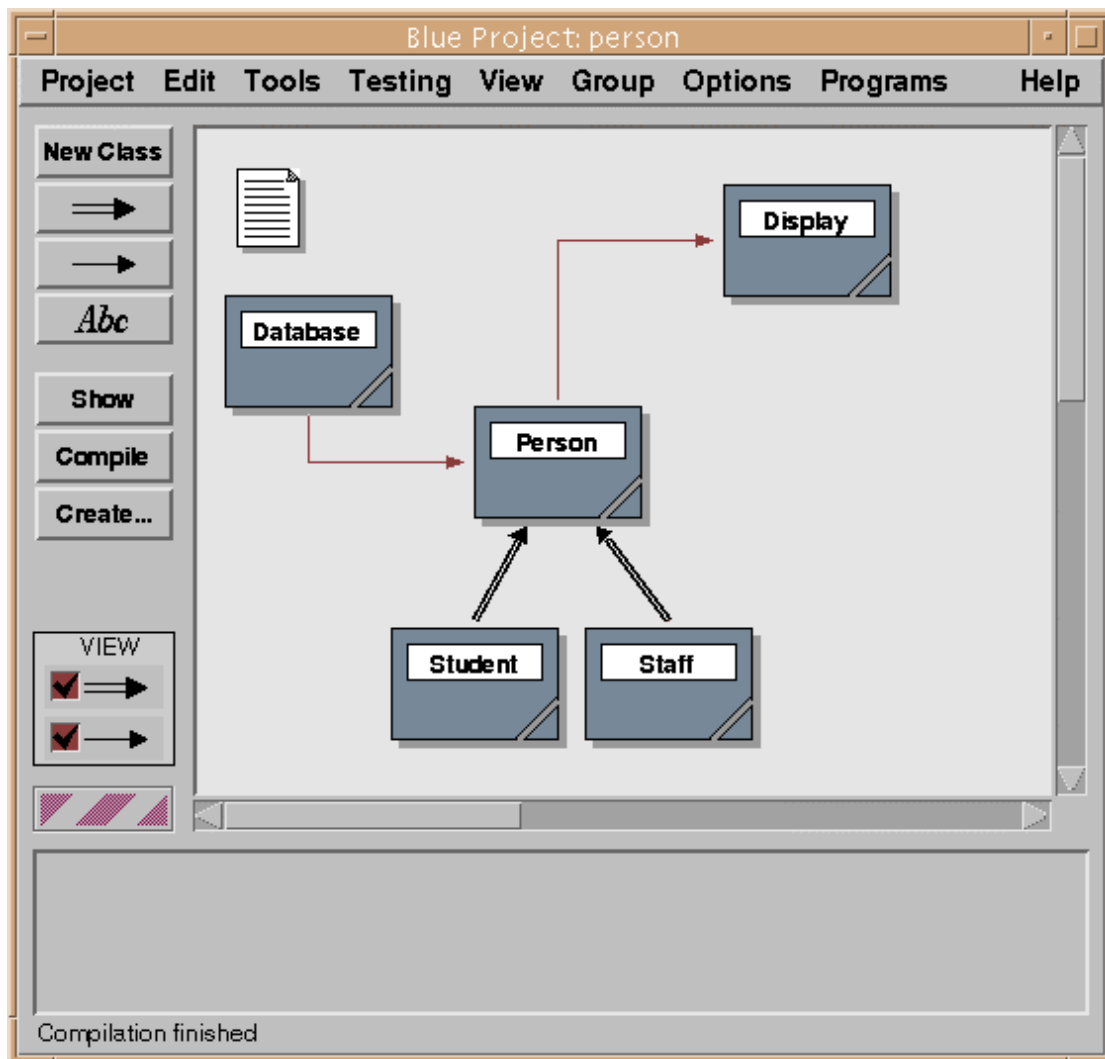 Blue Project: person
Project Edit Tools Testing View Group Options Programs Help
New Class
Abc
Show
Compile
Create...
VIEW
Display
Database
Person
Student
Staff
Compilation finished